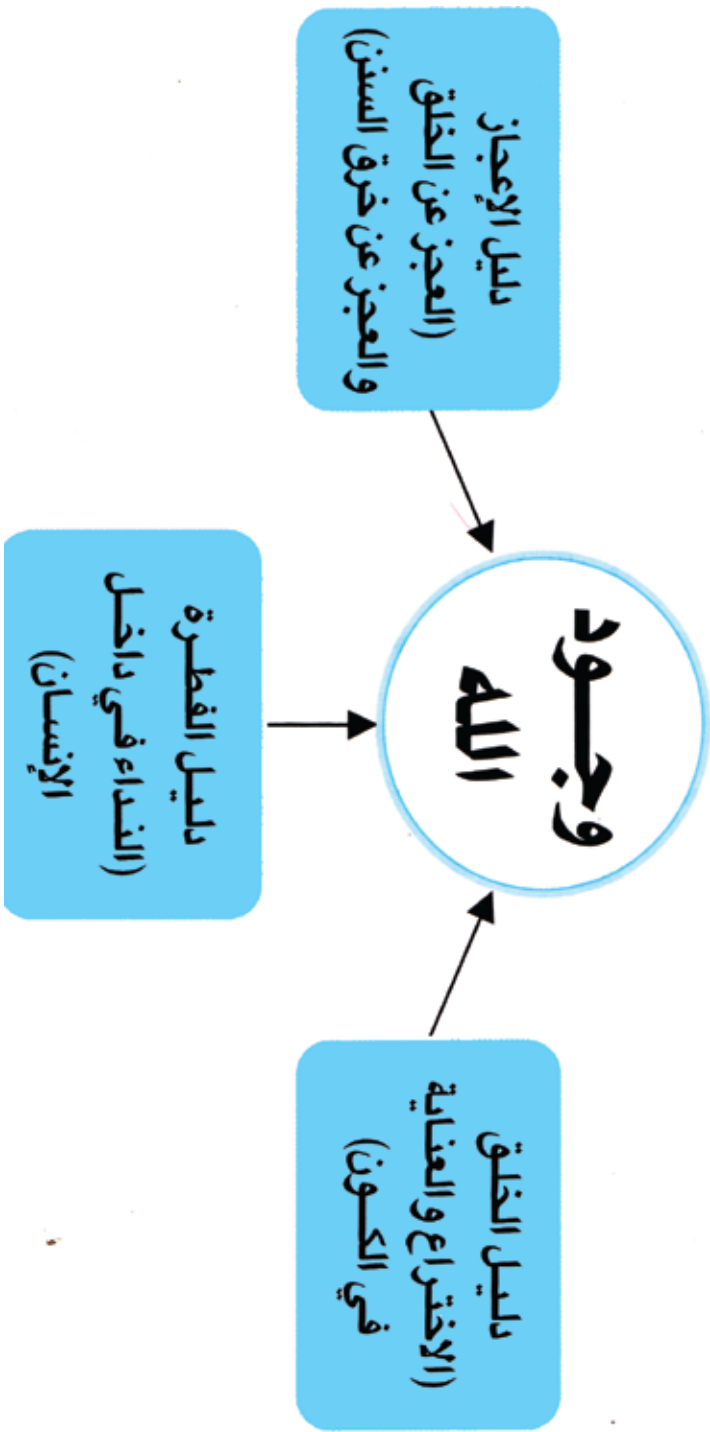 وجود
الله
دليل الخلق
(الاختراع والعناية
في الكون)
دليل الفطرة
(النداء في داخل
الإنسان)
دليل الإعجاز
(العجز عن الخلق
والعجز عن خرق السنن)